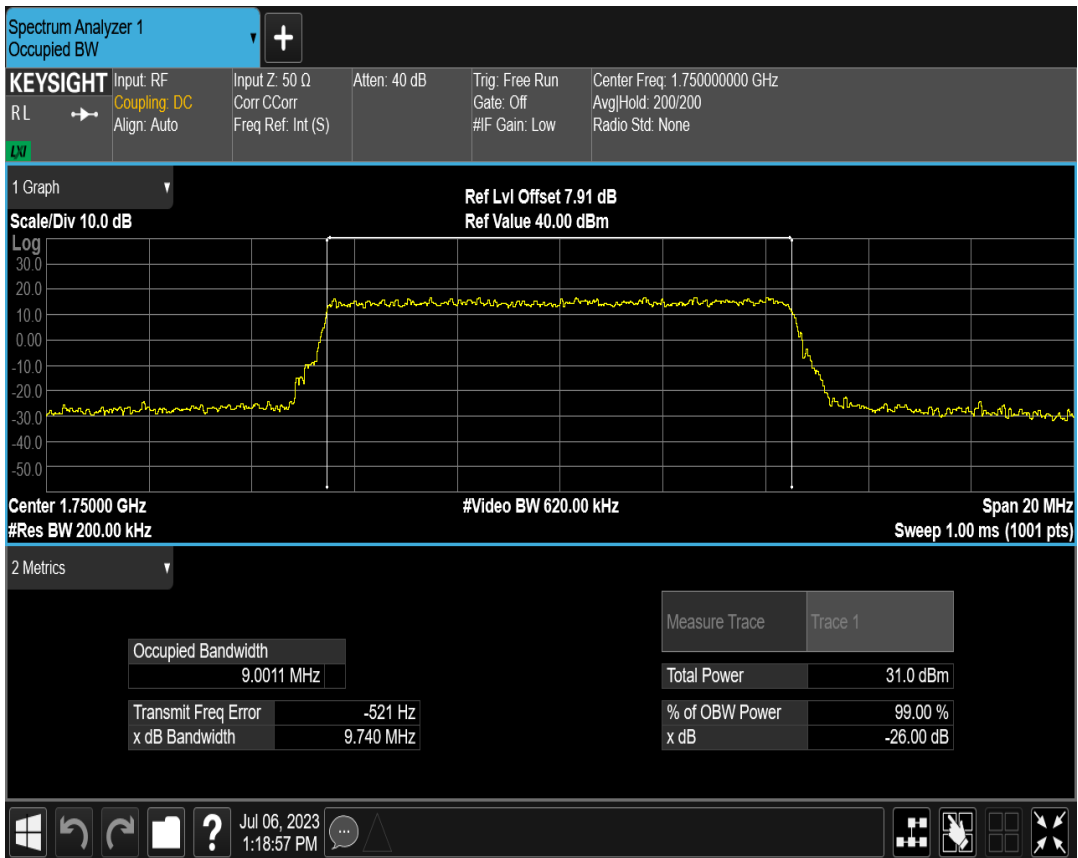 Spectrum Analyzer 1
Occupied BW
KEYSIGHT
RL
LXI
Input: RF
Coupling: DC
Align: Auto
Input Z: 50 Ω
Corr CCorr
Freq Ref: Int (S)
Atten: 40 dB
Trig: Free Run
Gate: Off
#IF Gain: Low
Center Freq: 1.750000000 GHz
Avg|Hold: 200/200
Radio Std: None
1 Graph
Scale/Div 10.0 dB
Ref Lvl Offset 7.91 dB
Ref Value 40.00 dBm
Log
30.0
20.0
10.0
0.00
-10.0
-20.0
-30.0
-40.0
-50.0
Center 1.75000 GHz
#Res BW 200.00 kHz
#Video BW 620.00 kHz
Span 20 MHz
Sweep 1.00 ms (1001 pts)
2 Metrics
Measure Trace Trace 1
Occupied Bandwidth
9.0011 MHz
Total Power 31.0 dBm
Transmit Freq Error -521 Hz
% of OBW Power 99.00 %
x dB Bandwidth 9.740 MHz
x dB -26.00 dB
?
Jul 06, 2023
1:18:57 PM